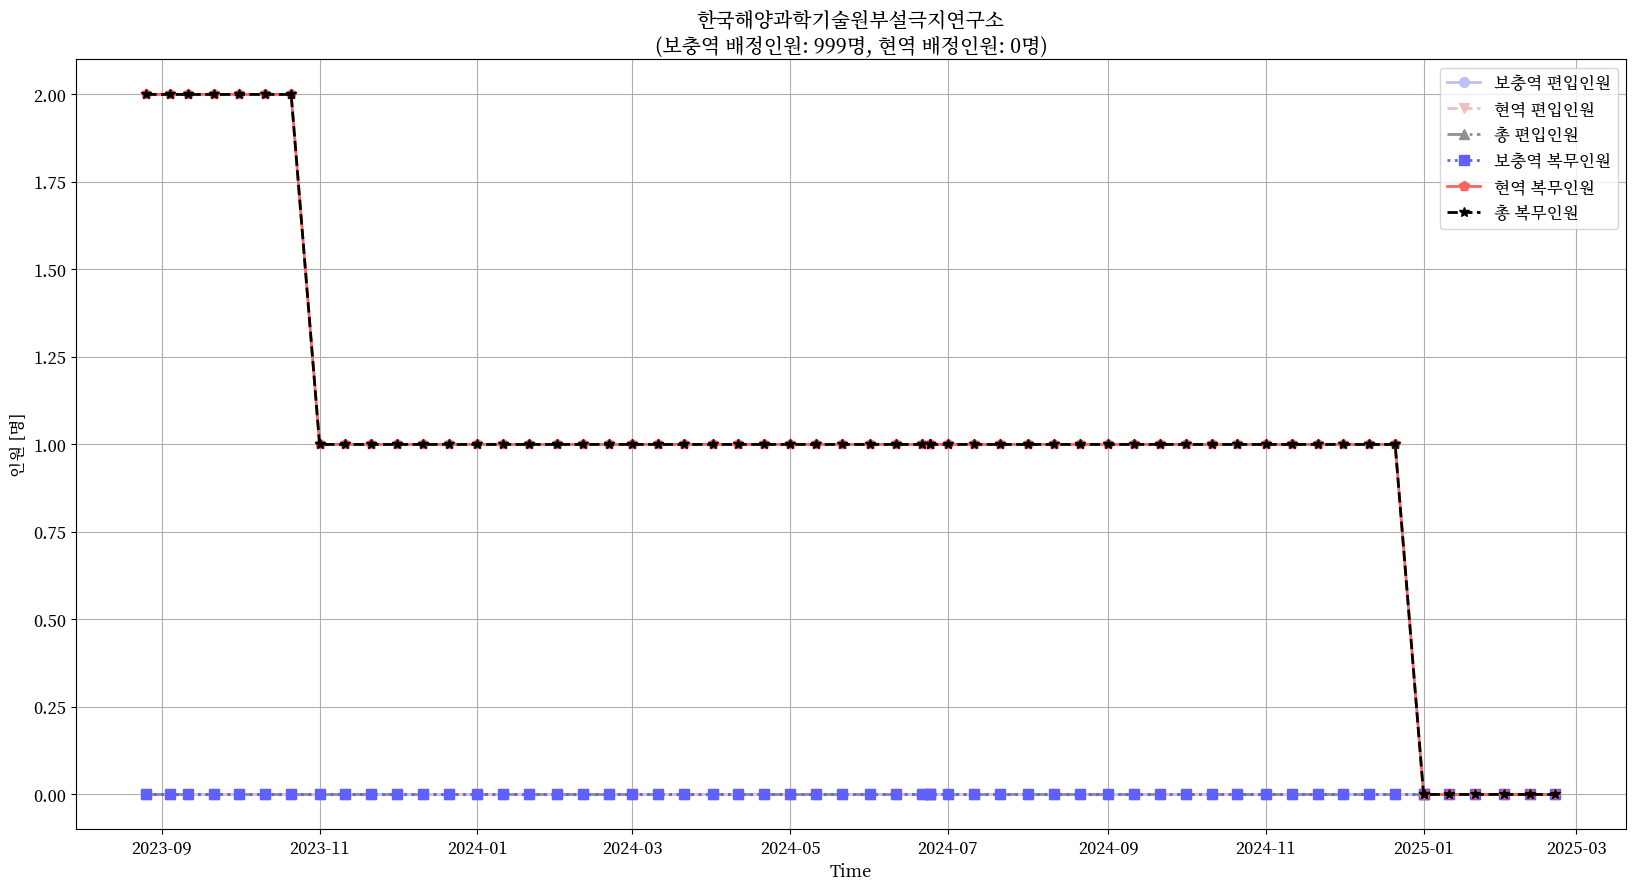 한국해양과학기술원부설극지연구소
(보충역 배정인원: 999명, 현역 배정인원: 0명)
보충역 편입인원
현역 편입인원
총 편입인원
보충역 복무인원
현역 복무인원
총 복무인원
2.00
1.75
1.50
1.25
1.00
0.75
0.50
0.25
0.00
인원 [명]
2023-09
2023-11
2024-01
2024-03
2024-05
2024-07
2024-09
2024-11
2025-01
2025-03
Time